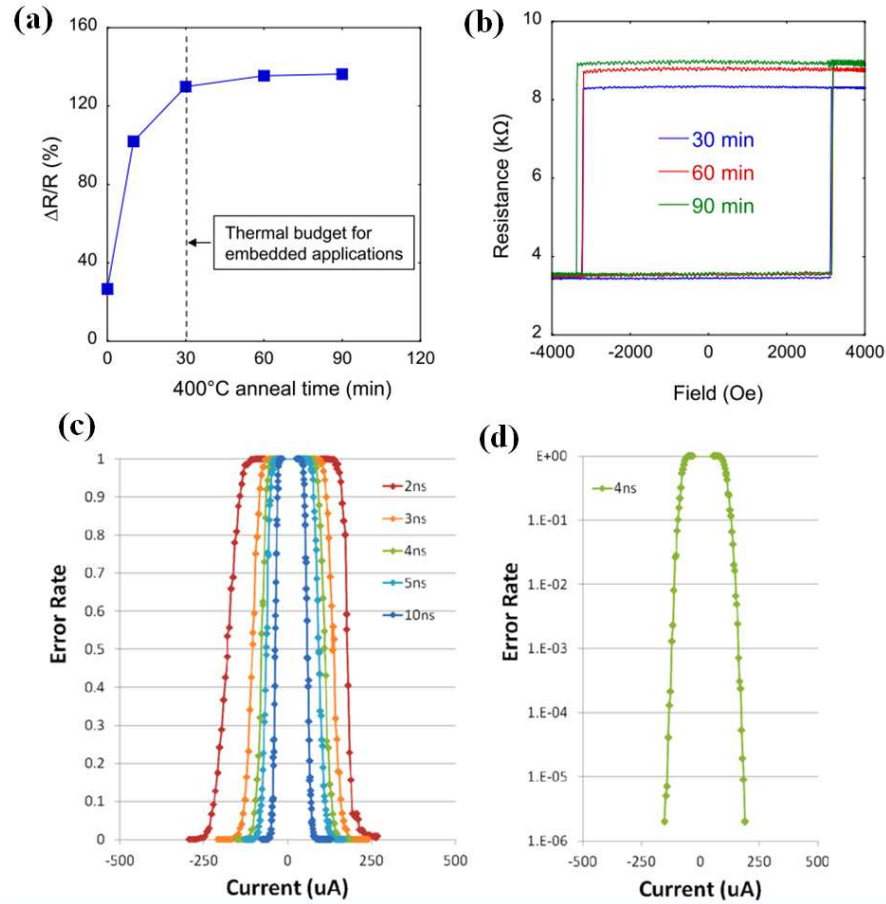 (a)
160
120
80
40
0
ΔR/R (%)
Thermal budget for
embedded applications
0 30 60 90 120
400°C anneal time (min)
(b)
10
8
6
4
2
Resistance (kΩ)
30 min
60 min
90 min
-4000 -2000 0 2000 4000
Field (Oe)
(c)
1
0.9
0.8
0.7
0.6
0.5
0.4
0.3
0.2
0.1
0
Error Rate
2ns
3ns
4ns
5ns
10ns
-500 -250 0 250 500
Current (uA)
(d)
E+00
1.E-01
1.E-02
1.E-03
1.E-04
1.E-05
1.E-06
Error Rate
4ns
-500 -250 0 250 500
Current (uA)